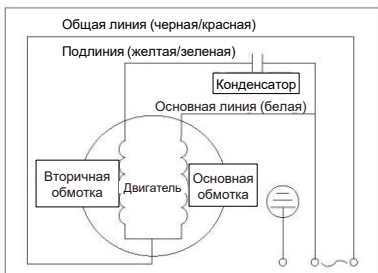 Общая линия (черная/красная)
Подлиния (желтая/зеленая)
Конденсатор
Основная линия (белая)
Вторичная
обмотка
Двигатель
Основная
обмотка